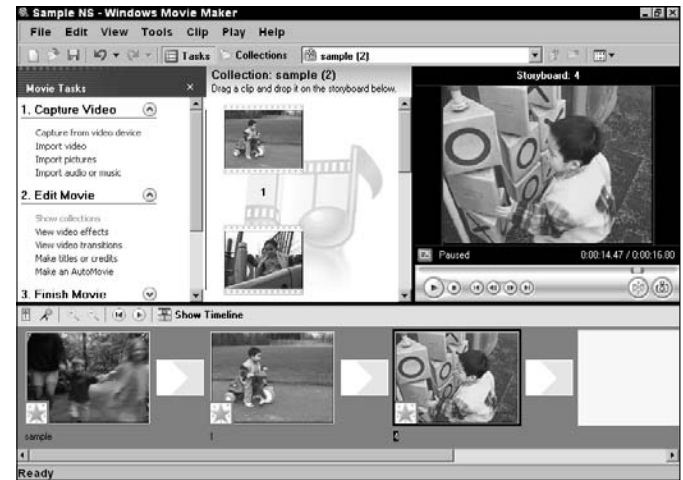 Sample NS - Windows Movie Maker
File Edit View Tools Clip Play Help
Tasks Collections sample (2)
Movie Tasks
1. Capture Video
Capture from video device
Import video
Import pictures
Import audio or music
2. Edit Movie
Show collections
View video effects
View video transitions
Make titles or credits
Make an AutoMovie
3. Finish Movie
Collection: sample (2)
Drag a clip and drop it on the storyboard below.
1
Storyboard: 4
Paused 0:00:14.47 / 0:00:16.00
Show Timeline
sample 1 4
Ready